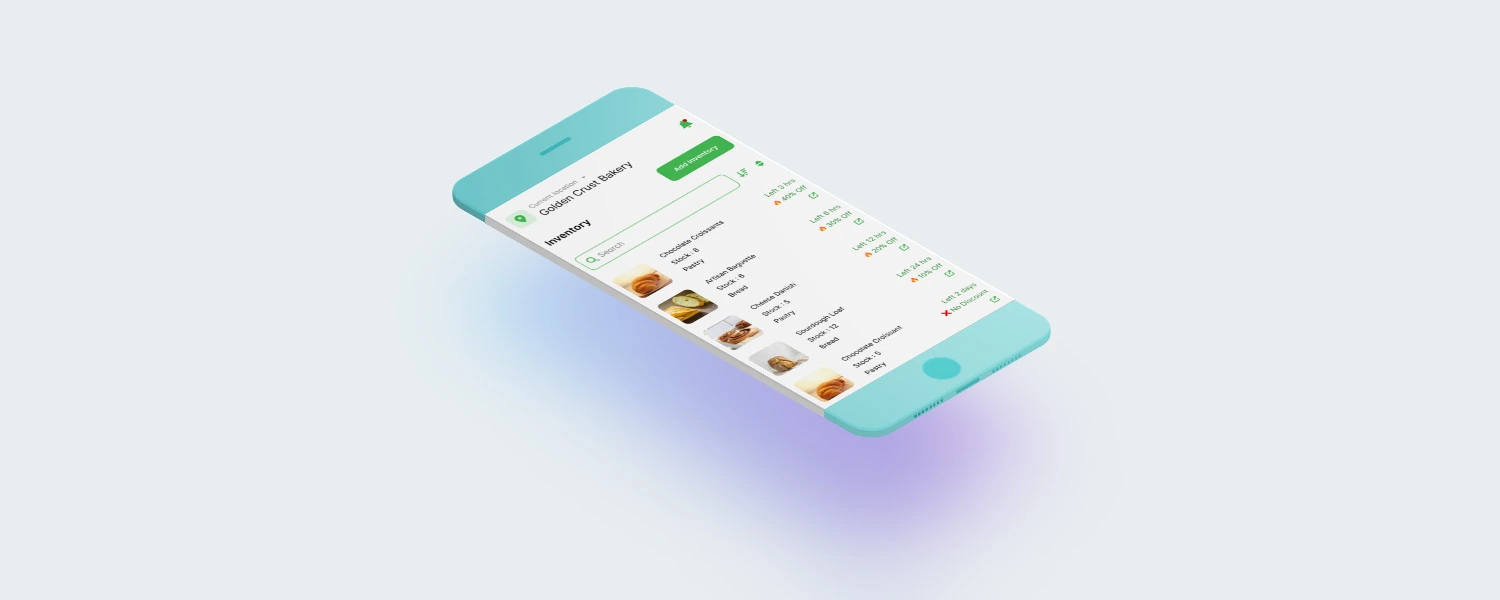 Current location
Golden Crust Bakery
Add Inventory
Inventory
Search
Chocolate Croissants
Stock : 8
Pastry
Left 3 hrs
40% Off
Artisan Baguette
Stock : 6
Bread
Left 6 hrs
30% Off
Cheese Danish
Stock : 5
Pastry
Left 12 hrs
20% Off
Sourdough Loaf
Stock : 12
Bread
Left 24 hrs
10% Off
Chocolate Croissant
Stock : 5
Pastry
Left 2 days
No Discount